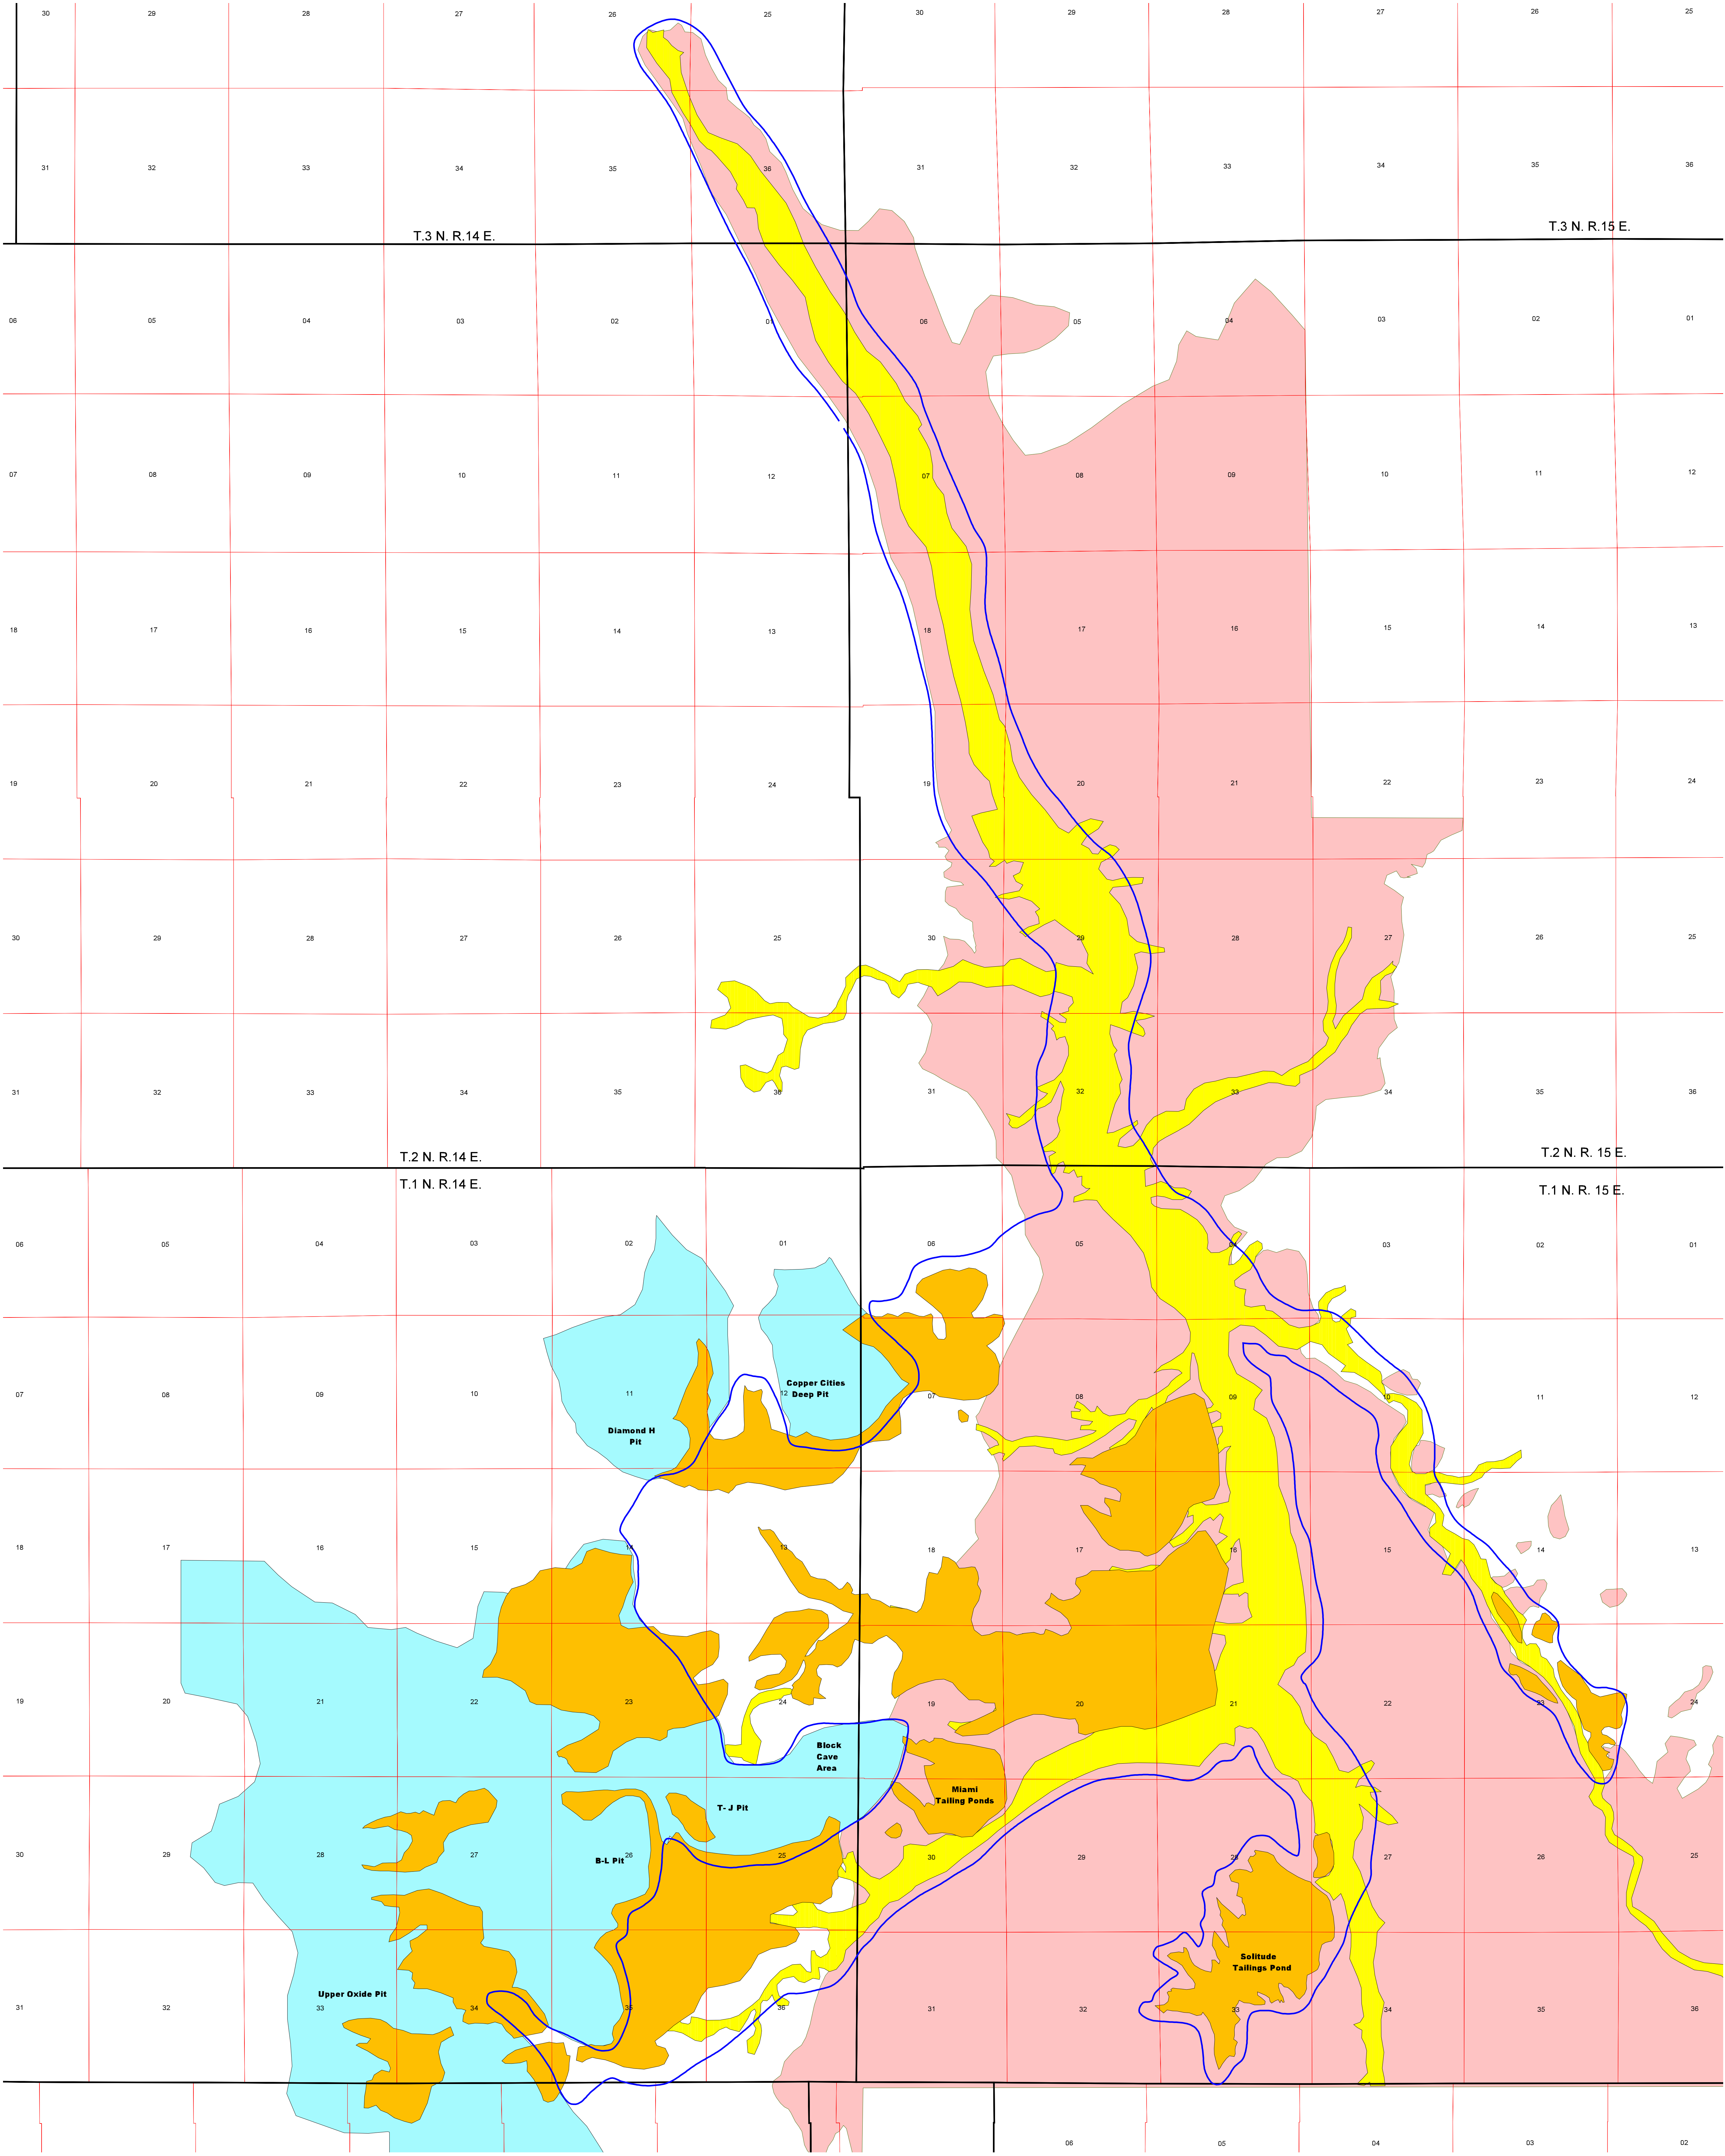 30 29 28 27 26 25 30 29 28 27 26 25
31 32 33 34 35 36 31 32 33 34 35 36
T.3 N. R.14 E. T.3 N. R.15 E.
06 05 04 03 02 01 06 05 04 03 02 01
07 08 09 10 11 12 07 08 09 10 11 12
18 17 16 15 14 13 18 17 16 15 14 13
19 20 21 22 23 24 19 20 21 22 23 24
30 29 28 27 26 25 30 29 28 27 26 25
31 32 33 34 35 36 31 32 33 34 35 36
T.2 N. R.14 E. T.2 N. R. 15 E.
T.1 N. R.14 E. T.1 N. R. 15 E.
06 05 04 03 02 01 06 05 04 03 02 01
07 08 09 10 11 12 07 08 09 10 11 12
Copper Cities
Deep Pit
Diamond H
Pit
18 17 16 15 14 13 18 17 16 15 14 13
19 20 21 22 23 24 19 20 21 22 23 24
Block
Cave
Area
Miami
Tailing Ponds
T- J Pit
30 29 28 27 26 25 30 29 28 27 26 25
B-L Pit
Solitude
Tailings Pond
Upper Oxide Pit
31 32 33 34 35 36 31 32 33 34 35 36
06 05 04 03 02